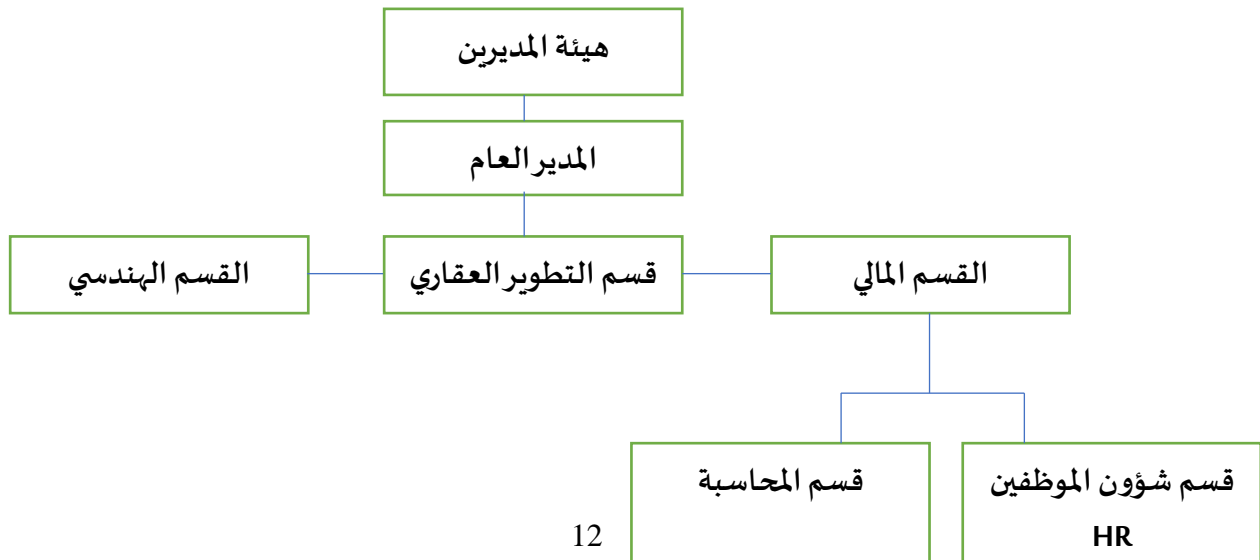 هيئة المديرين
المدير العام
القسم المالي
قسم التطوير العقاري
القسم الهندسي
قسم شؤون الموظفين
HR
قسم المحاسبة
12